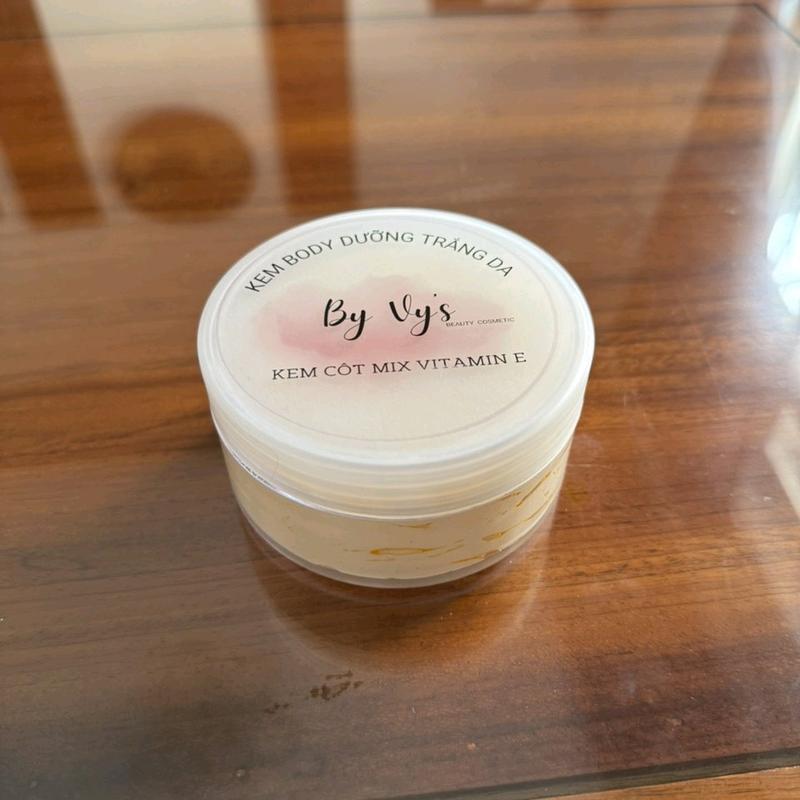 KEM BODY DƯỠNG TRẮNG DA
By Vy's
BEAUTY COSMETIC
KEM CỐT MIX VITAMIN E